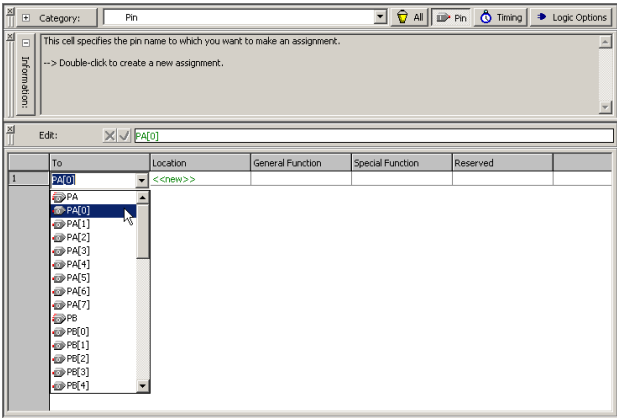 Category: Pin All Pin Timing Logic Options
Information:
This cell specifies the pin name to which you want to make an assignment.
--> Double-click to create a new assignment.
Edit: PA[0]
To Location General Function Special Function Reserved
1 PA[0] <<new>>
PA
PA[0]
PA[1]
PA[2]
PA[3]
PA[4]
PA[5]
PA[6]
PA[7]
PB
PB[0]
PB[1]
PB[2]
PB[3]
PB[4]